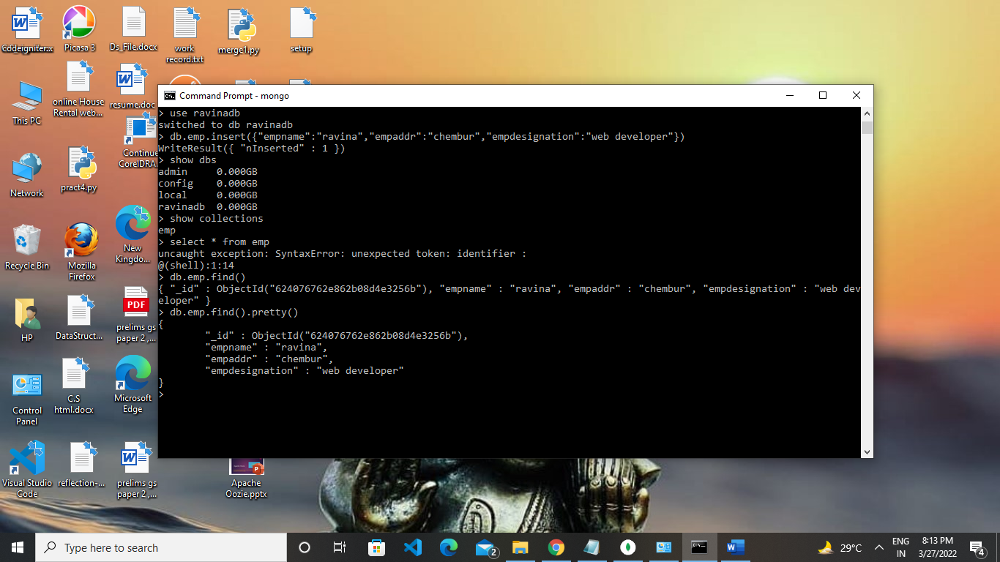 Codeigniter.x
Picasa 3
Ds_File.docx
work
record.txt
merge1.py
setup
This PC
online House
Rental web...
resume.doc
Continue
CorelDRA.
Network
pract4.py
Recycle Bin
Mozilla
Firefox
New
Kingdo...
HP
DataStruct...
PDF
prelims gs
paper 2 ,...
Control
Panel
C.S
html.docx
Microsoft
Edge
Visual Studio
Code
reflection-...
prelims gs
paper 2 ,...
Apache
Oozie.pptx
Command Prompt - mongo
> use ravinadb
switched to db ravinadb
> db.emp.insert({"empname":"ravina","empaddr":"chembur","empdesignation":"web developer"})
WriteResult({ "nInserted" : 1 })
> show dbs
admin     0.000GB
config    0.000GB
local     0.000GB
ravinadb  0.000GB
> show collections
emp
> select * from emp
uncaught exception: SyntaxError: unexpected token: identifier :
@(shell):1:14
> db.emp.find()
{ "_id" : ObjectId("624076762e862b08d4e3256b"), "empname" : "ravina", "empaddr" : "chembur", "empdesignation" : "web dev
eloper" }
> db.emp.find().pretty()
{
        "_id" : ObjectId("624076762e862b08d4e3256b"),
        "empname" : "ravina",
        "empaddr" : "chembur",
        "empdesignation" : "web developer"
}
>
Type here to search
2
29°C
ENG
IN
8:13 PM
3/27/2022
4